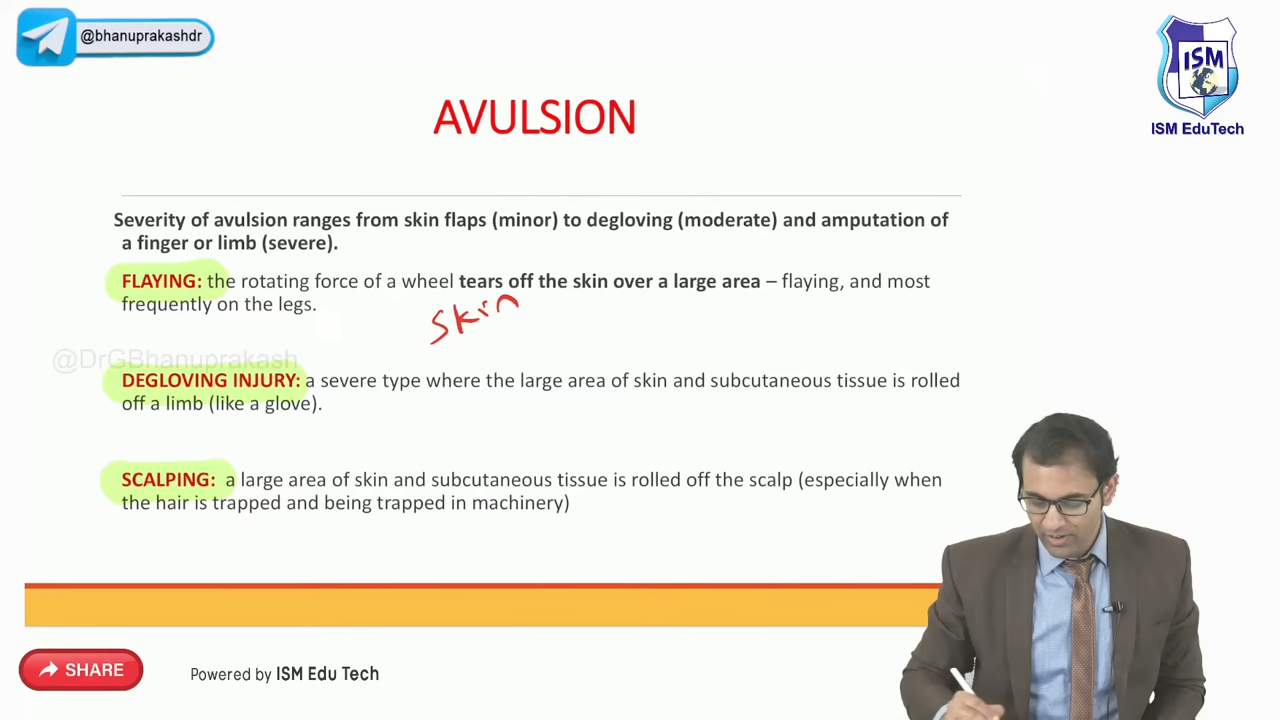 @bhanuprakashdr
ISM
ISM EduTech
AVULSION
Severity of avulsion ranges from skin flaps (minor) to degloving (moderate) and amputation of
a finger or limb (severe).
FLAYING: the rotating force of a wheel tears off the skin over a large area – flaying, and most
frequently on the legs.
skin
@DrGBhanuprakash
DEGLOVING INJURY: a severe type where the large area of skin and subcutaneous tissue is rolled
off a limb (like a glove).
SCALPING: a large area of skin and subcutaneous tissue is rolled off the scalp (especially when
the hair is trapped and being trapped in machinery)
SHARE
Powered by ISM Edu Tech